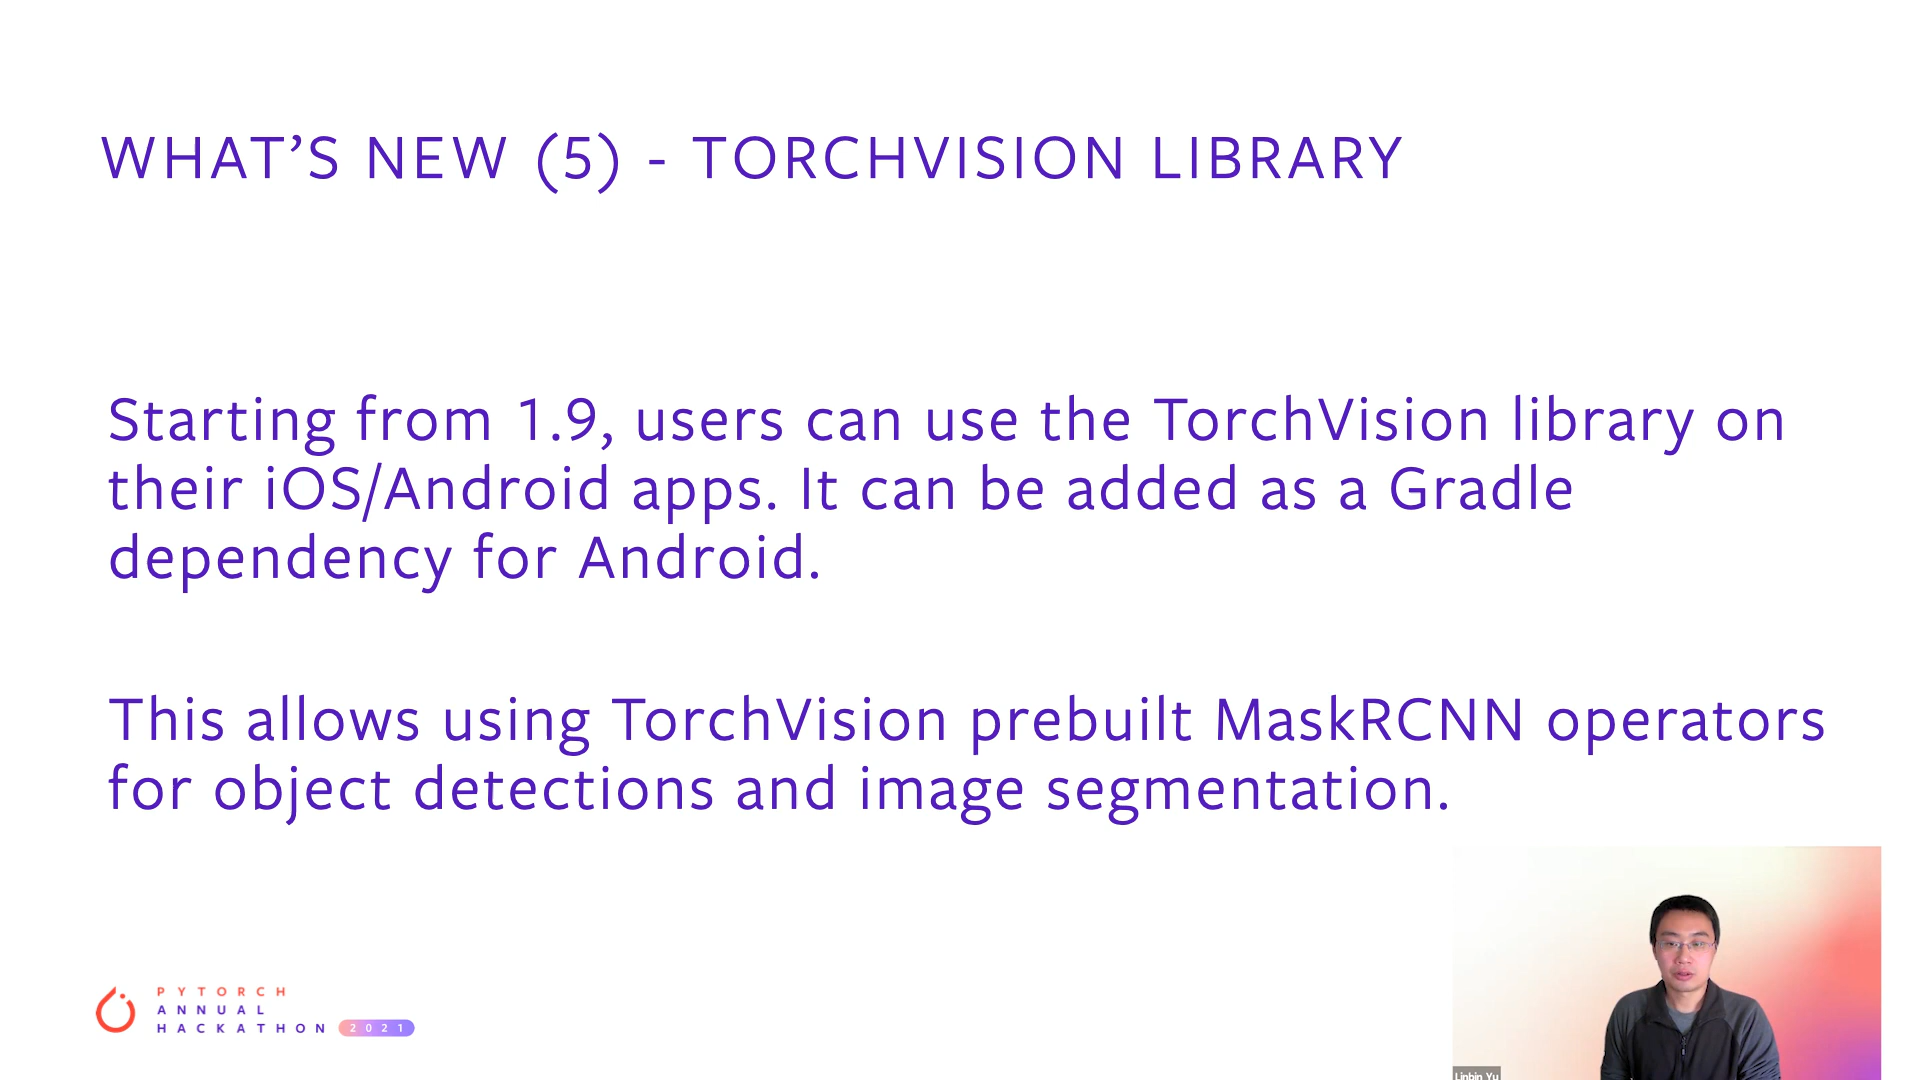 WHAT’S NEW (5) - TORCHVISION LIBRARY
Starting from 1.9, users can use the TorchVision library on
their iOS/Android apps. It can be added as a Gradle
dependency for Android.
This allows using TorchVision prebuilt MaskRCNN operators
for object detections and image segmentation.
PYTORCH
ANNUAL
HACKATHON 2021
Linbin Yu